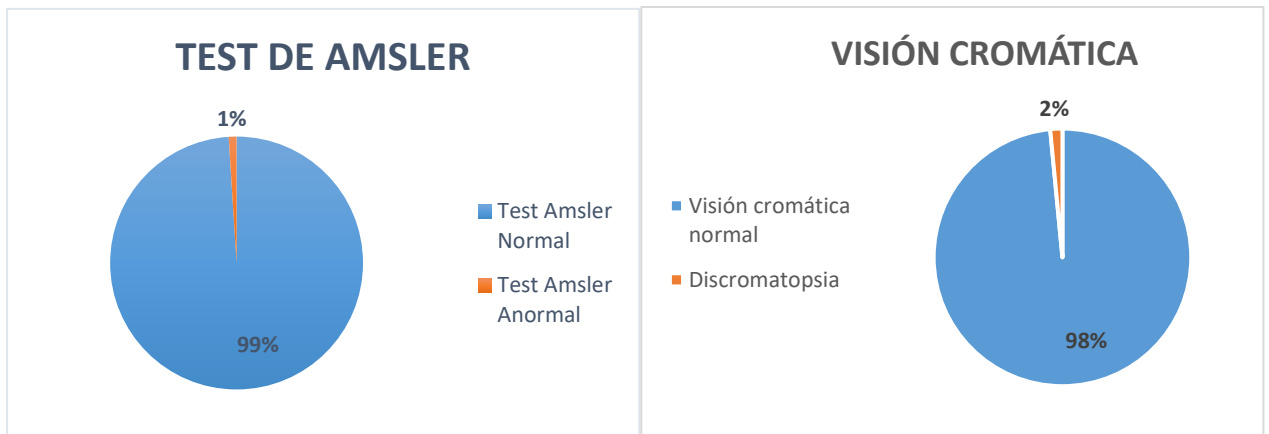 TEST DE AMSLER
1%
99%
Test Amsler
Normal
Test Amsler
Anormal
VISIÓN CROMÁTICA
2%
98%
Visión cromática
normal
Discromatopsia